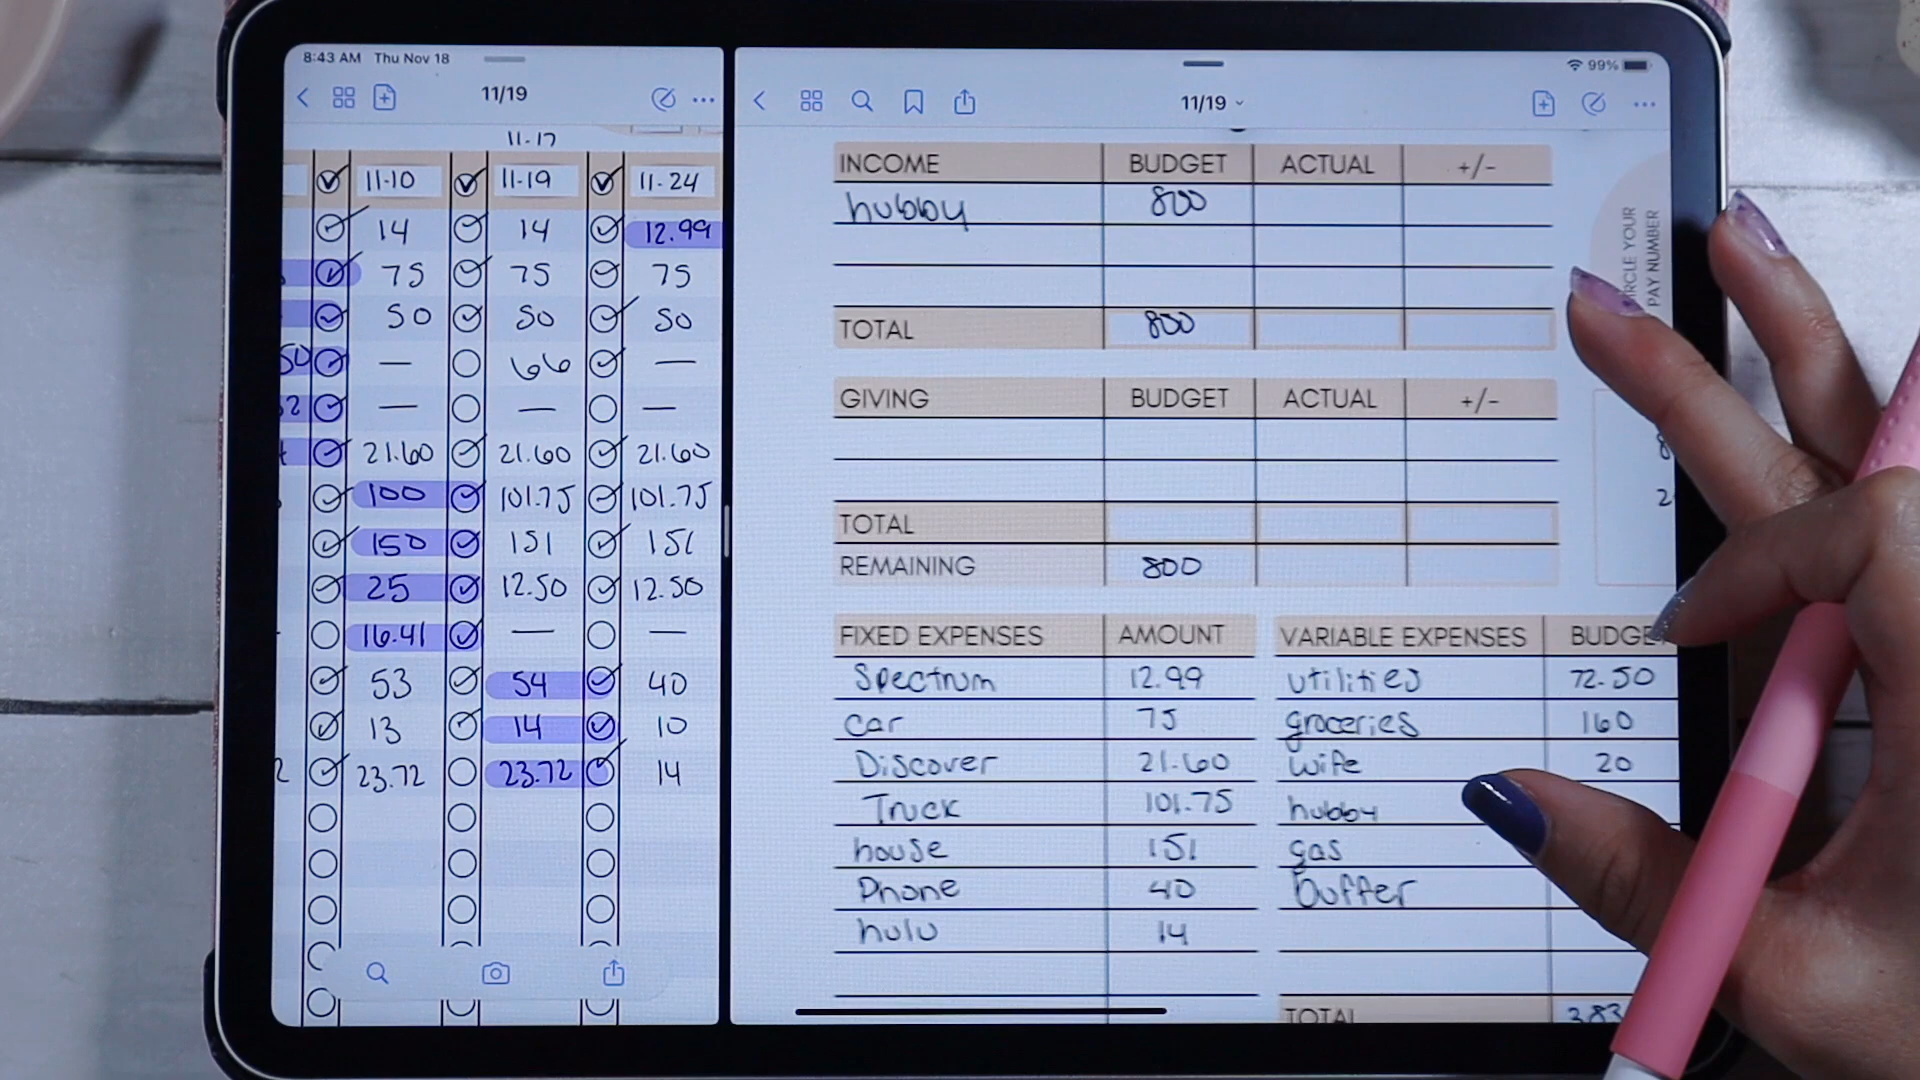 8:43 AM Thu Nov 18
11/19
11-17
11-10 11-19 11-24
14 14 12.99
75 75 75
50 50 50
50 — 66 —
— — —
21.60 21.60 21.60
100 101.75 101.75
150 151 151
25 12.50 12.50
16.41 — —
53 54 40
13 14 10
23.72 23.72 14
99%
11/19
INCOME BUDGET ACTUAL +/-
hubby 800
TOTAL 800
GIVING BUDGET ACTUAL +/-
TOTAL
REMAINING 800
YOUR
PAY NUMBER
FIXED EXPENSES AMOUNT
Spectrum 12.99
car 75
Discover 21.60
Truck 101.75
house 151
Phone 40
hulu 14
VARIABLE EXPENSES
utilities 72.50
groceries 160
wife 20
hubby
gas
buffer
TOTAL 383